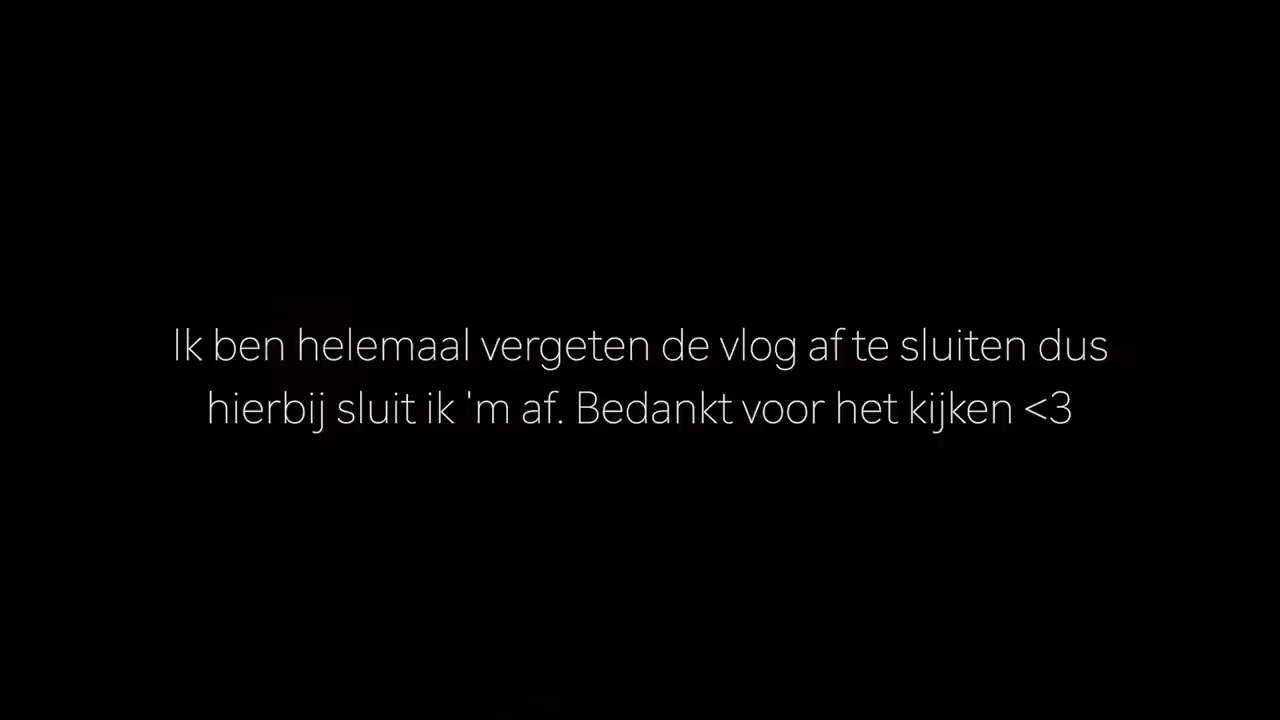 Ik ben helemaal vergeten de vlog af te sluiten dus
hierbij sluit ik 'm af. Bedankt voor het kijken <3